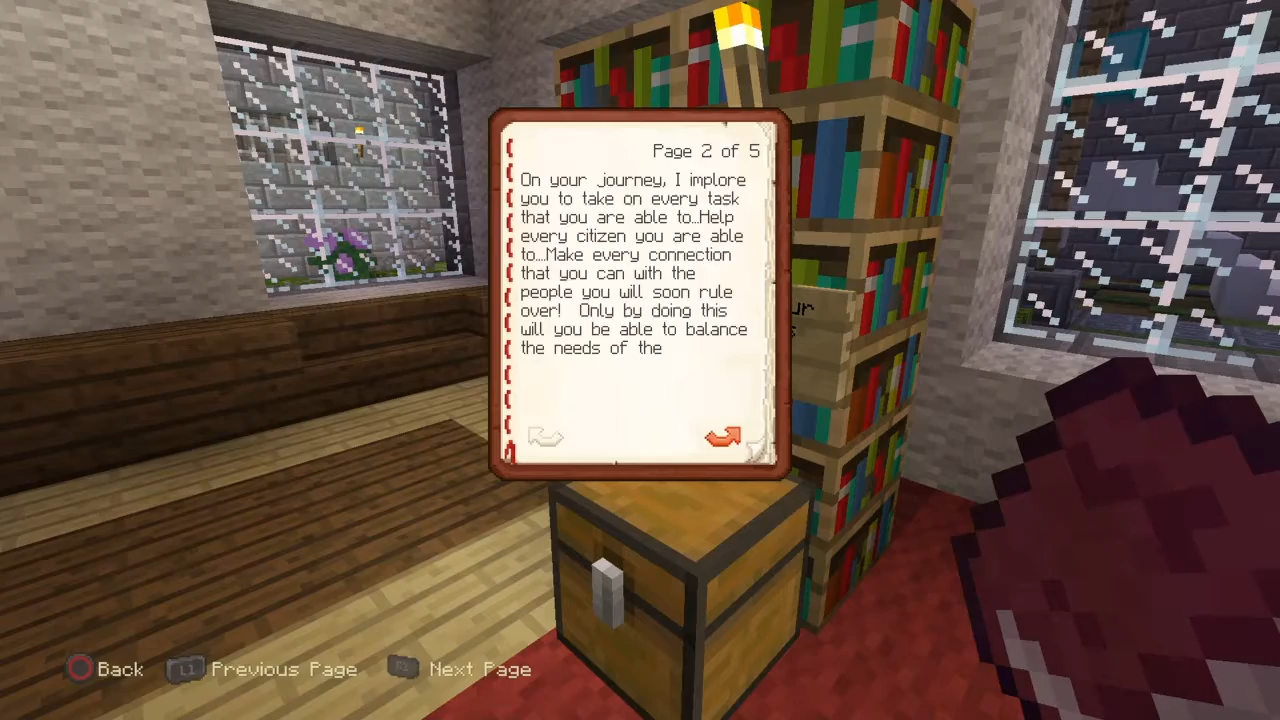 Page 2 of 5
On your journey, I implore
you to take on every task
that you are able to...Help
every citizen you are able
to...Make every connection
that you can with the
people you will soon rule
over!  Only by doing this
will you be able to balance
the needs of the
ur
s
Back
L1
Previous Page
R1
Next Page